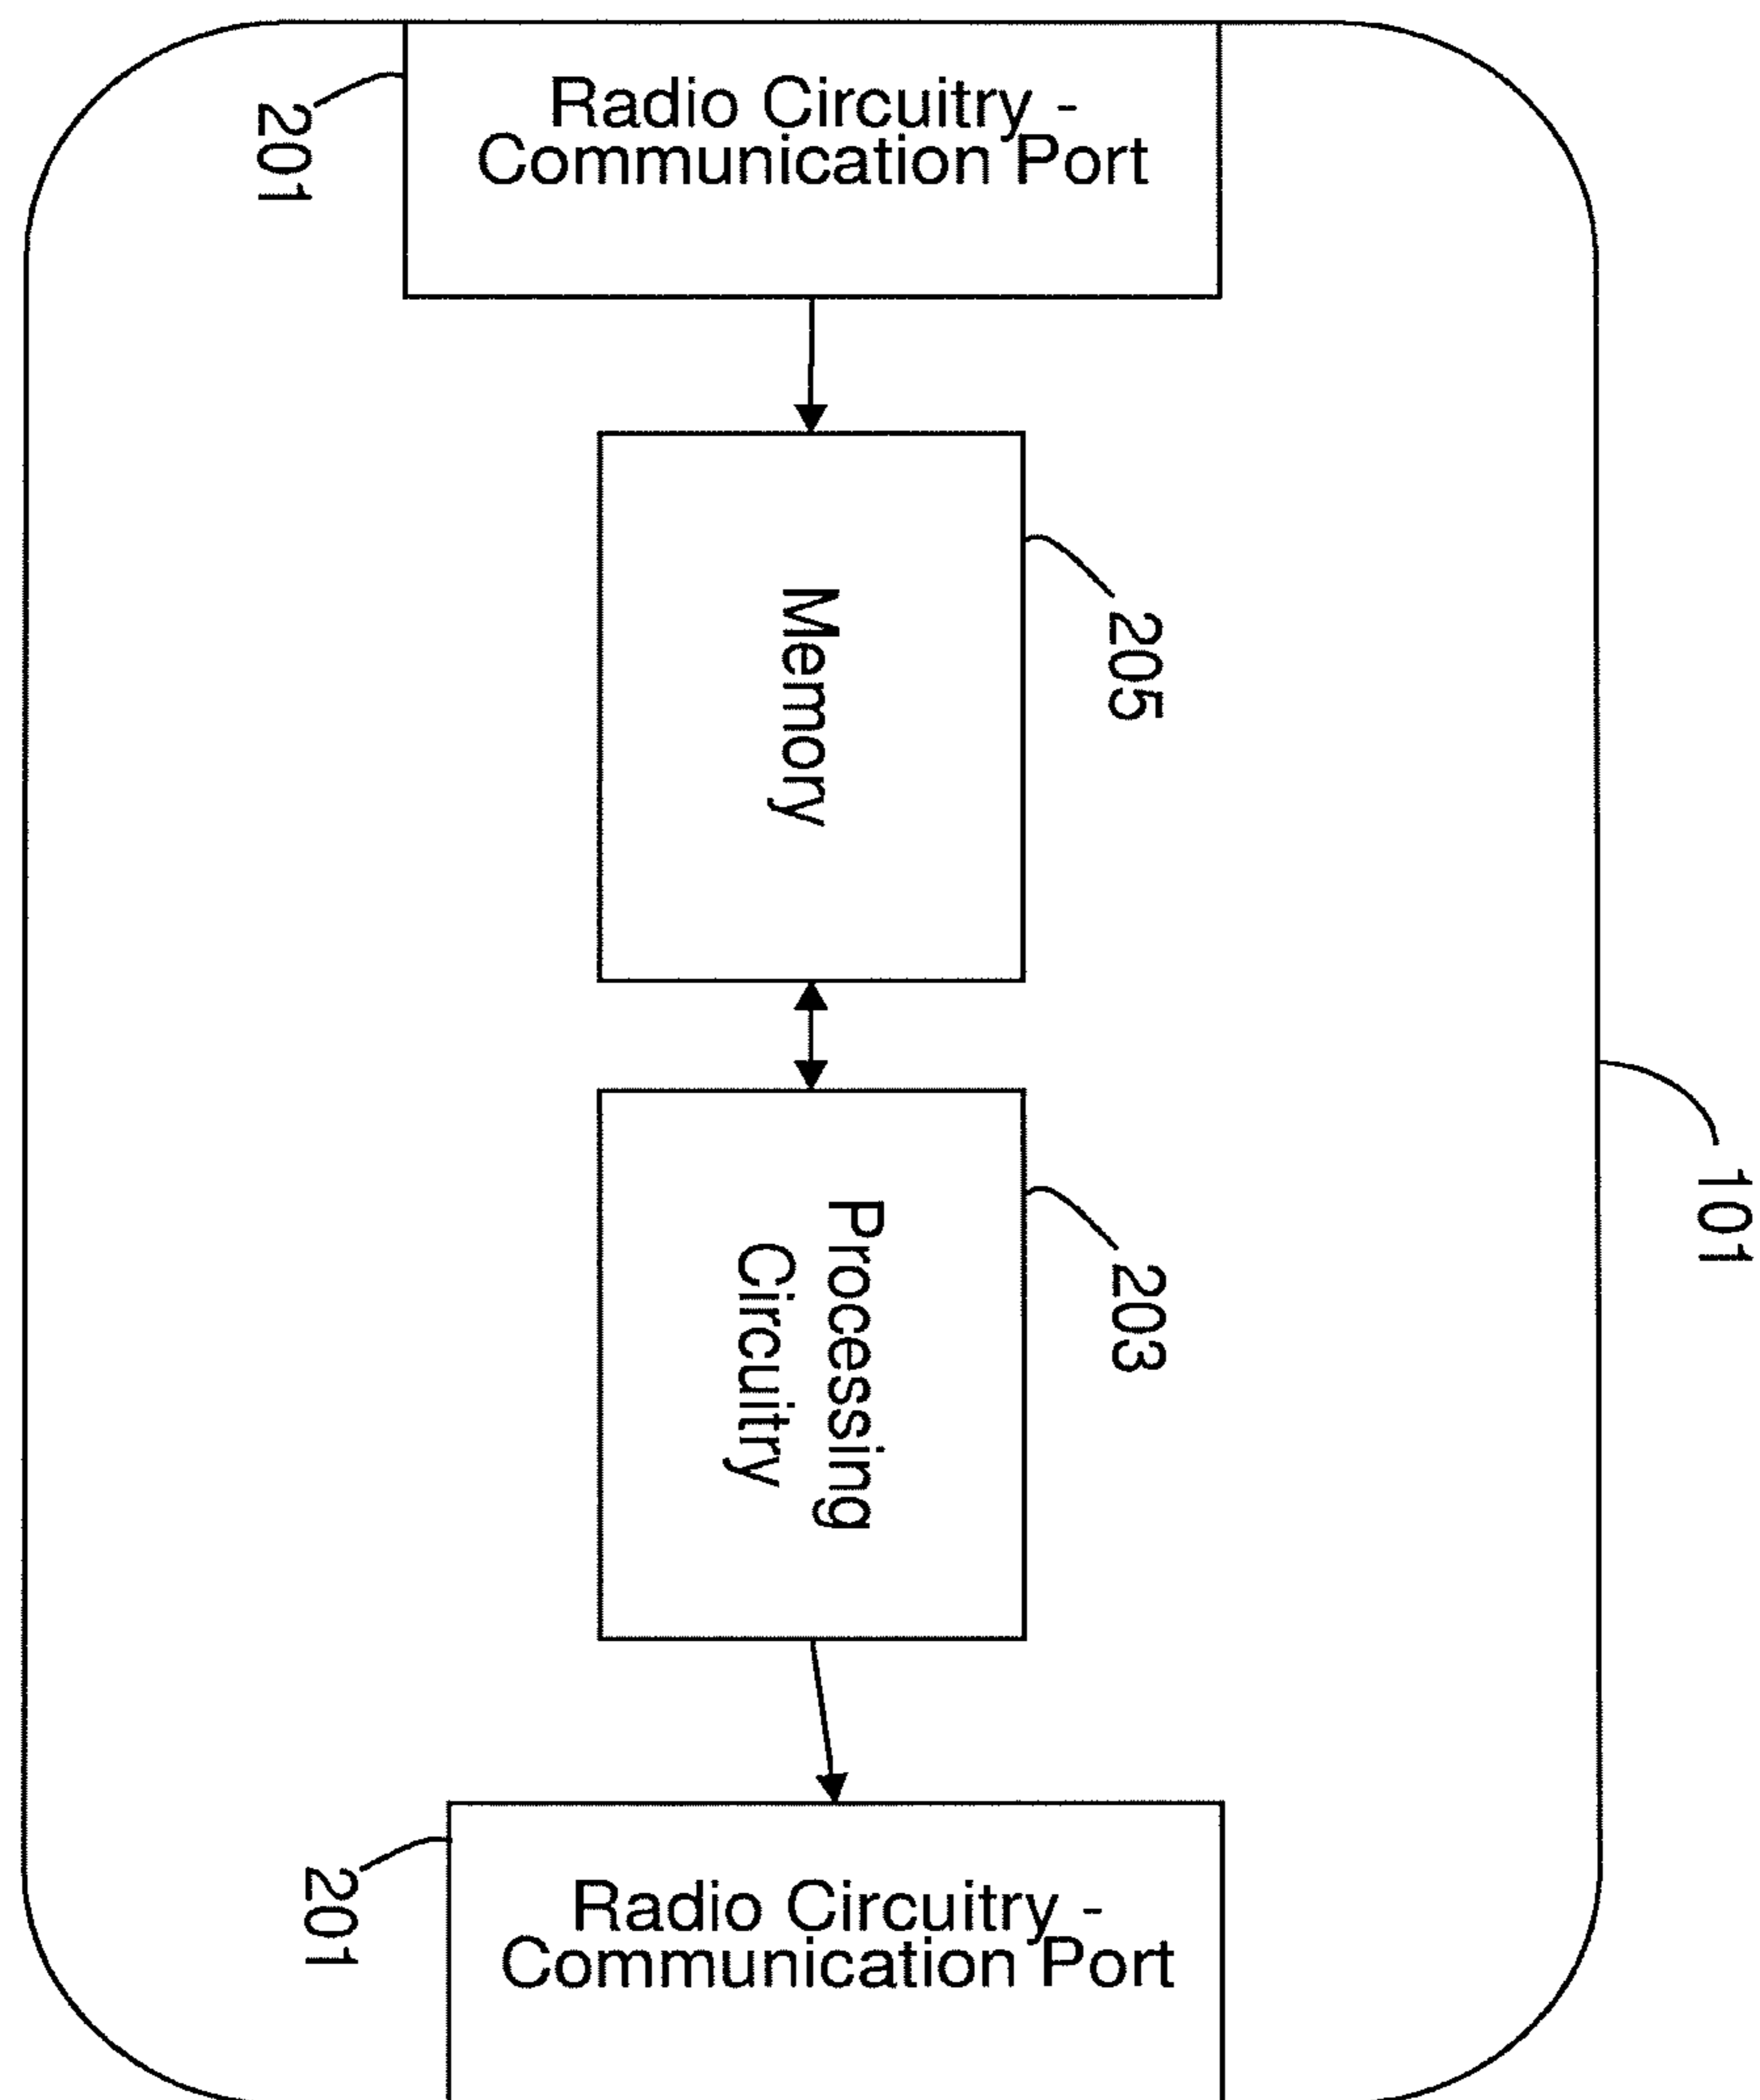 Radio Circuitry -
Communication Port
201
205
Memory
101
203
Processing
Circuitry
201
Radio Circuitry -
Communication Port